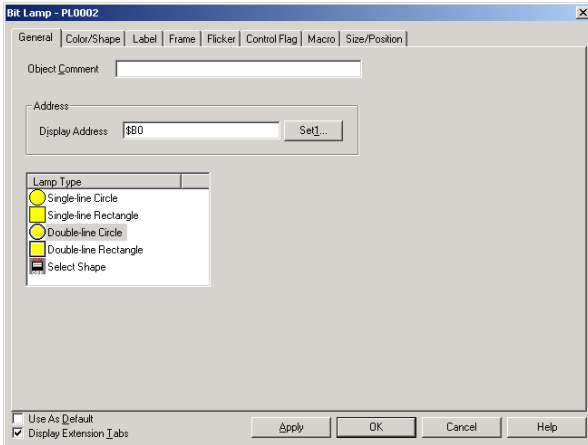 Bit Lamp - PL0002
General Color/Shape Label Frame Flicker Control Flag Macro Size/Position
Object Comment
Address
Display Address $B0 Set1...
Lamp Type
Single-line Circle
Single-line Rectangle
Double-line Circle
Double-line Rectangle
Select Shape
Use As Default
Display Extension Tabs
Apply OK Cancel Help